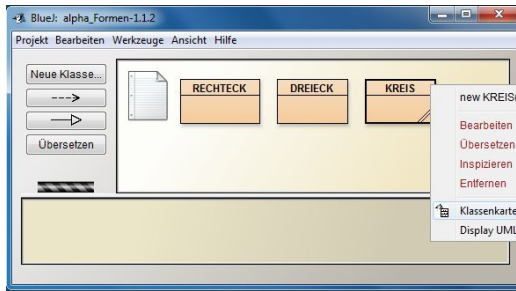 BlueJ: alpha_Formen-1.1.2
Projekt Bearbeiten Werkzeuge Ansicht Hilfe
Neue Klasse...
Übersetzen
RECHTECK
DREIECK
KREIS
new KREIS(
Bearbeiten
Übersetzen
Inspizieren
Entfernen
Klassenkarte
Display UML